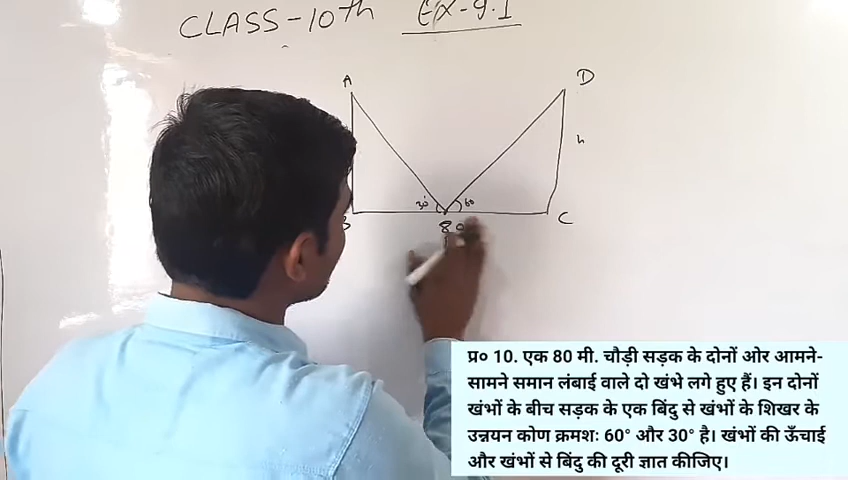 CLASS-10th EX-9.1
A D
h
30° 60
B C
80
प्र० 10. एक 80 मी. चौड़ी सड़क के दोनों ओर आमने-
सामने समान लंबाई वाले दो खंभे लगे हुए हैं। इन दोनों
खंभों के बीच सड़क के एक बिंदु से खंभों के शिखर के
उन्नयन कोण क्रमशः 60° और 30° है। खंभों की ऊँचाई
और खंभों से बिंदु की दूरी ज्ञात कीजिए।